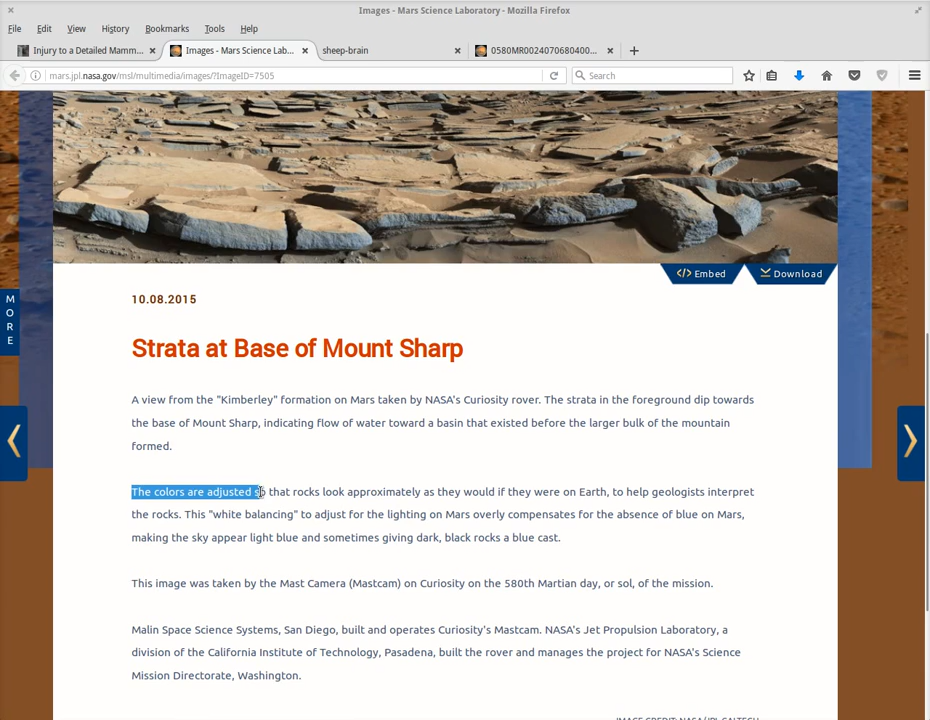 Images - Mars Science Laboratory - Mozilla Firefox
File Edit View History Bookmarks Tools Help
Injury to a Detailed Mamm... Images - Mars Science Lab... sheep-brain 0580MR0024070680400...
mars.jpl.nasa.gov/msl/multimedia/images/?ImageID=7505 Search
</> Embed Download
MORE
10.08.2015
Strata at Base of Mount Sharp
A view from the "Kimberley" formation on Mars taken by NASA's Curiosity rover. The strata in the foreground dip towards
the base of Mount Sharp, indicating flow of water toward a basin that existed before the larger bulk of the mountain
formed.
The colors are adjusted so that rocks look approximately as they would if they were on Earth, to help geologists interpret
the rocks. This "white balancing" to adjust for the lighting on Mars overly compensates for the absence of blue on Mars,
making the sky appear light blue and sometimes giving dark, black rocks a blue cast.
This image was taken by the Mast Camera (Mastcam) on Curiosity on the 580th Martian day, or sol, of the mission.
Malin Space Science Systems, San Diego, built and operates Curiosity's Mastcam. NASA's Jet Propulsion Laboratory, a
division of the California Institute of Technology, Pasadena, built the rover and manages the project for NASA's Science
Mission Directorate, Washington.
IMAGE CREDIT: NASA/JPL-CALTECH